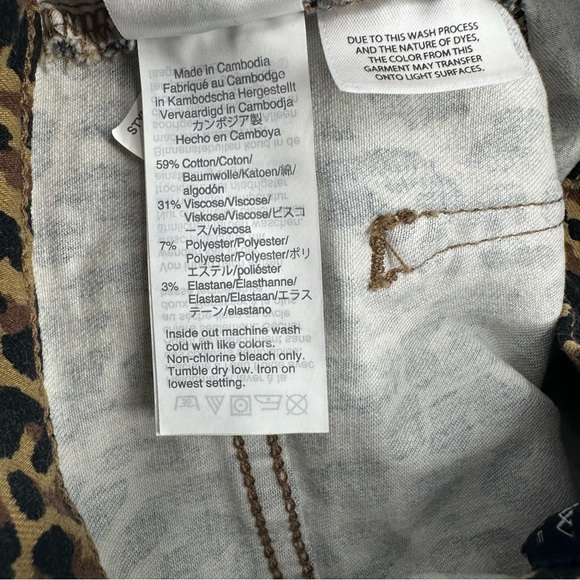 Made in Cambodia
Fabriqué au Cambodge
in Kambodscha Hergestellt
Vervaardigd in Cambodja
カンボジア製
Hecho en Camboya
59% Cotton/Coton/
Baumwolle/Katoen/綿/
algodón
31% Viscose/Viscose/
Viskose/Viscose/ビスコ
ース/viscosa
7% Polyester/Polyester/
Polyester/Polyester/ポリ
エステル/poliéster
3% Elastane/Élasthanne/
Elastan/Elastaan/エラス
テーン/elastano
Inside out machine wash
cold with like colors.
Non-chlorine bleach only.
Tumble dry low. Iron on
lowest setting.
DUE TO THIS WASH PROCESS
AND THE NATURE OF DYES,
THE COLOR FROM THIS
GARMENT MAY TRANSFER
ONTO LIGHT SURFACES.